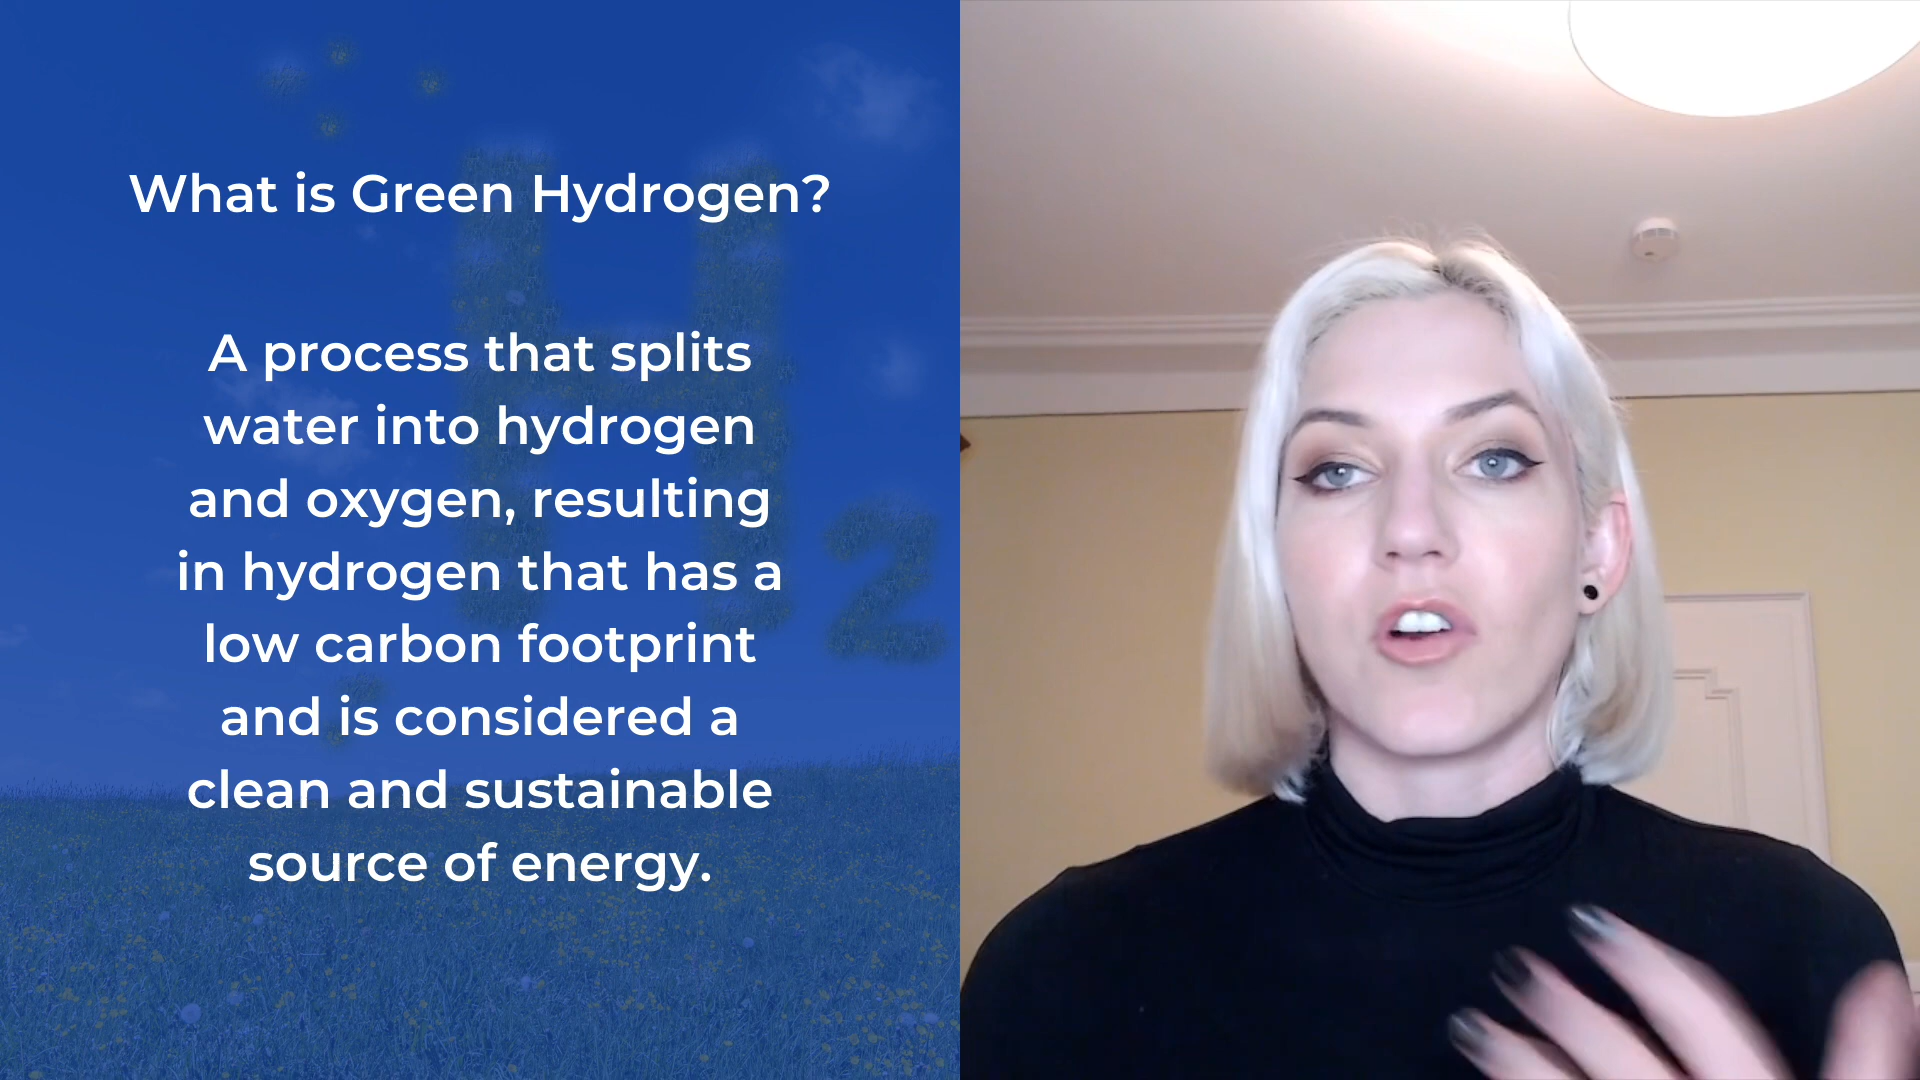 What is Green Hydrogen?
A process that splits
water into hydrogen
and oxygen, resulting
in hydrogen that has a
low carbon footprint
and is considered a
clean and sustainable
source of energy.
H2